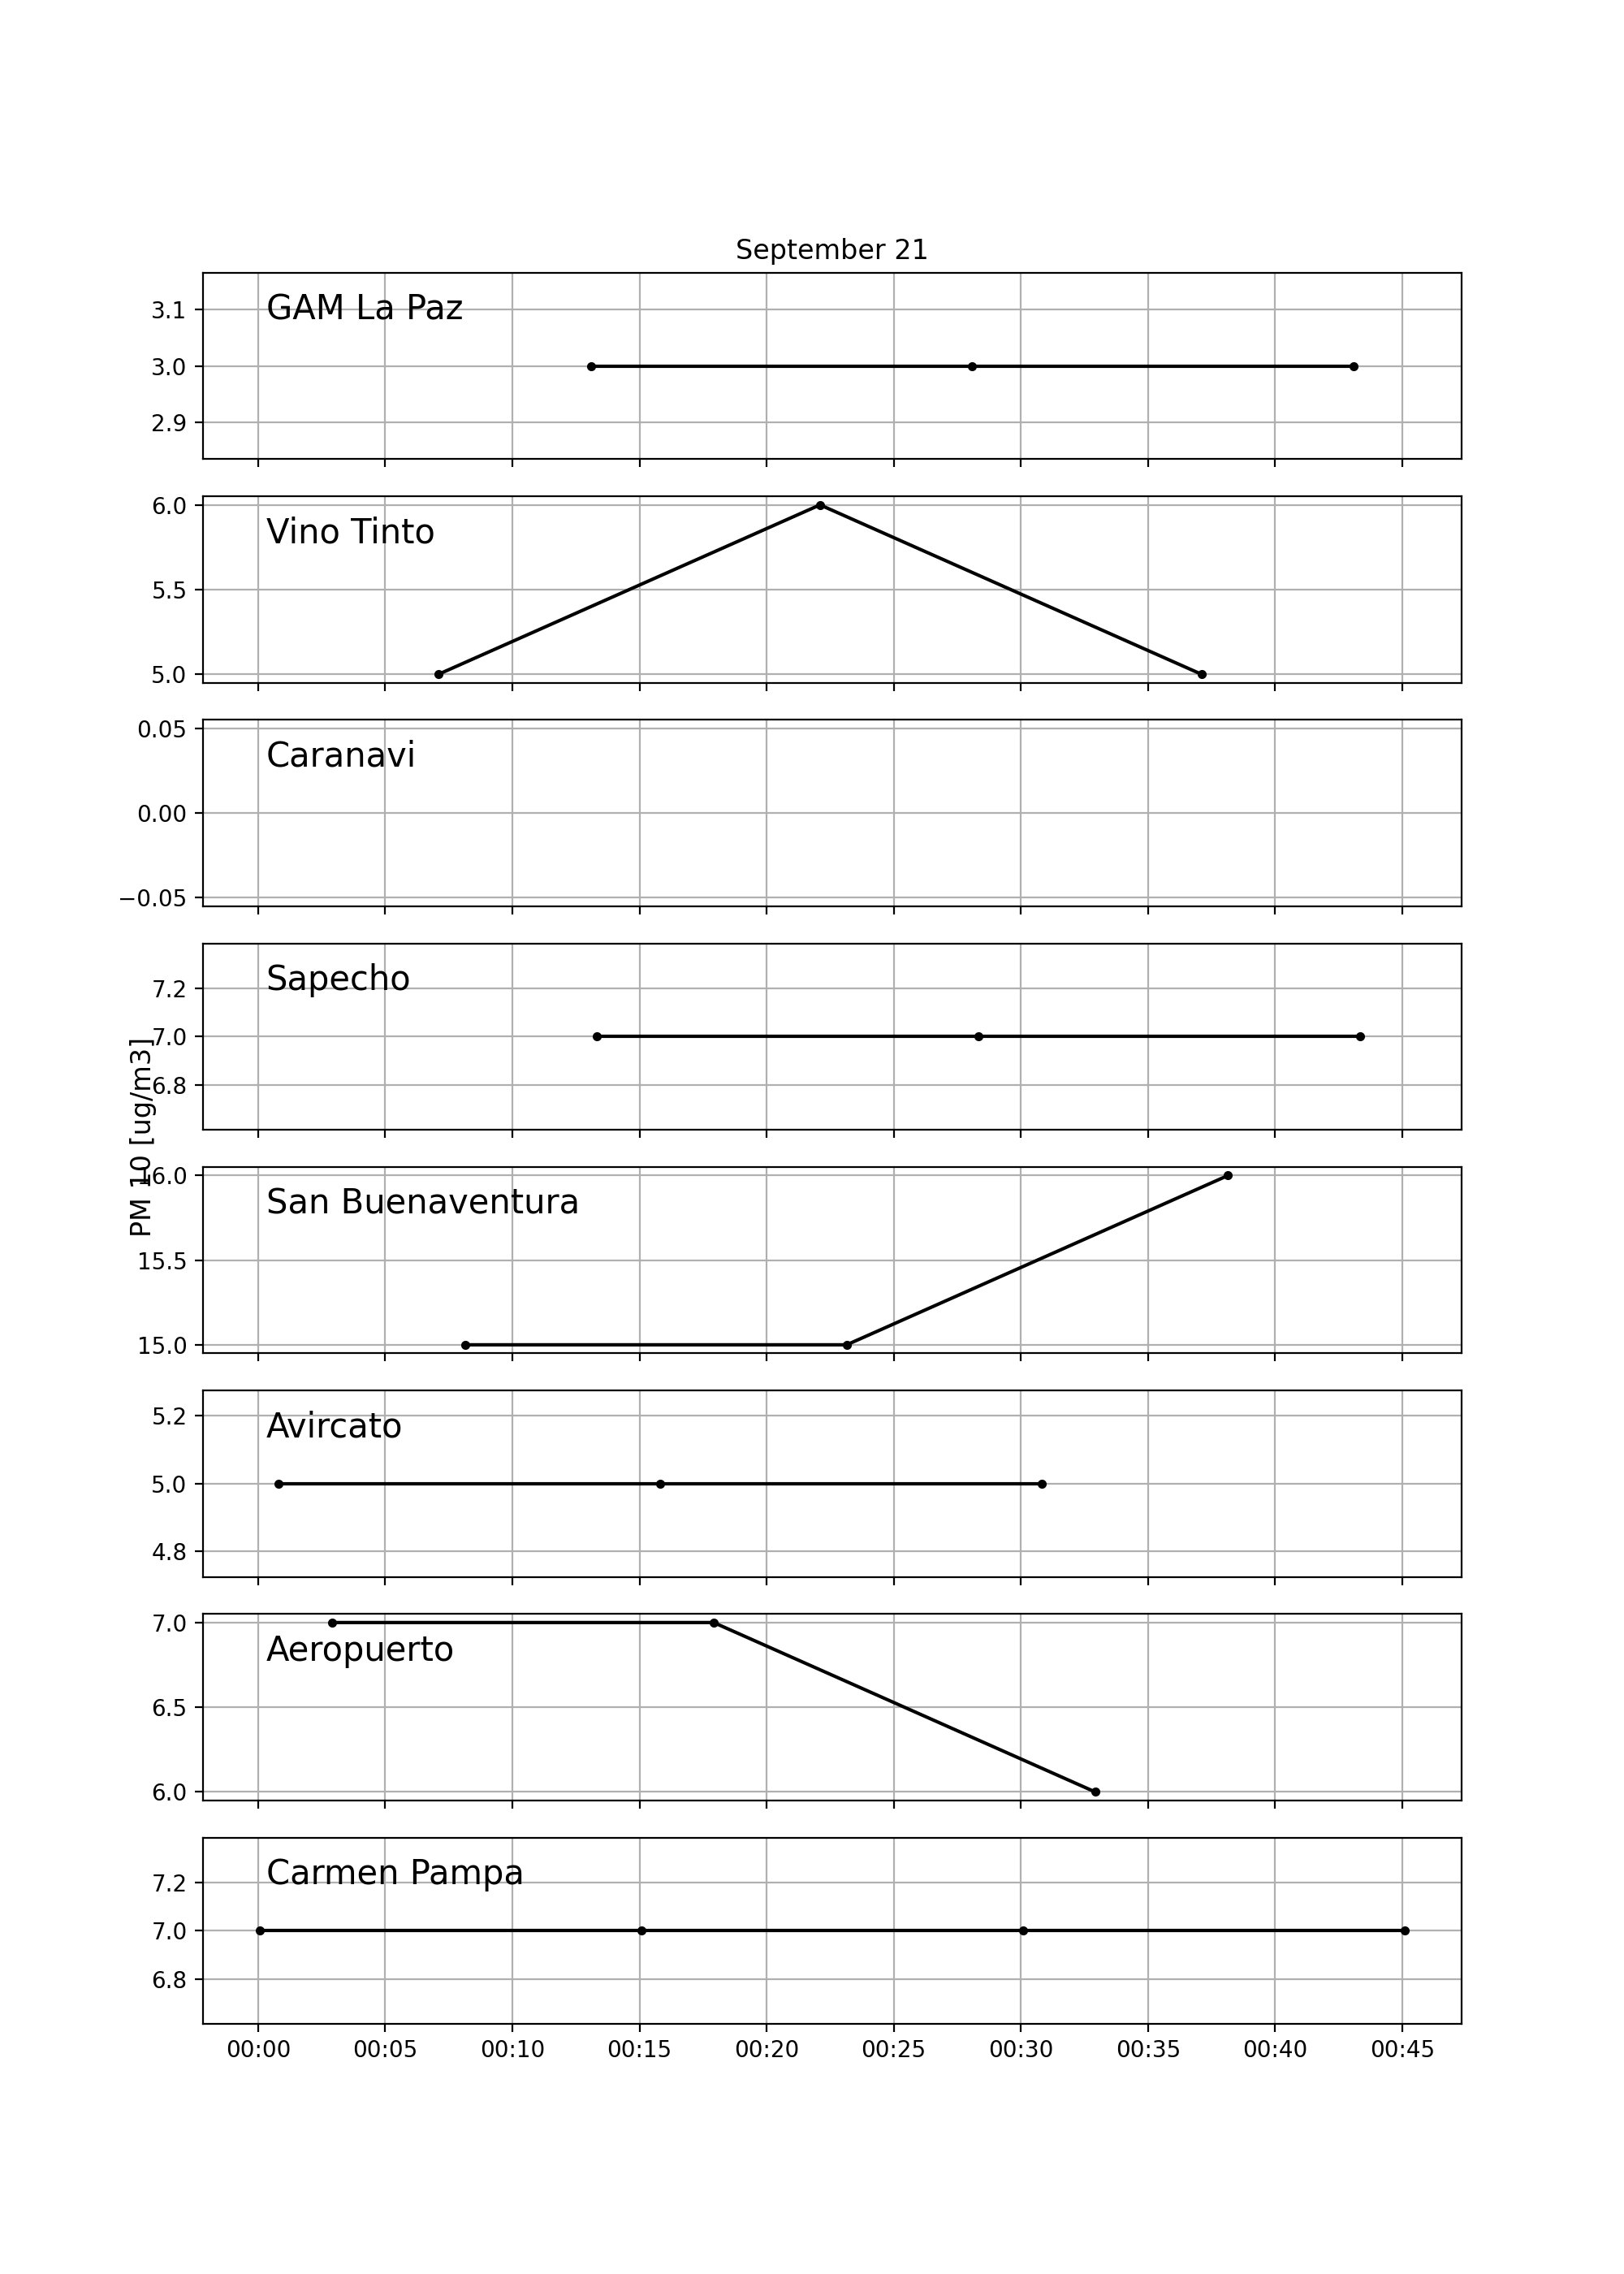 September 21
GAM La Paz
3.1
3.0
2.9
Vino Tinto
6.0
5.5
5.0
Caranavi
0.05
0.00
−0.05
Sapecho
7.2
7.0
6.8
PM 10 [ug/m3]
San Buenaventura
16.0
15.5
15.0
Avircato
5.2
5.0
4.8
Aeropuerto
7.0
6.5
6.0
Carmen Pampa
7.2
7.0
6.8
00:00 00:05 00:10 00:15 00:20 00:25 00:30 00:35 00:40 00:45